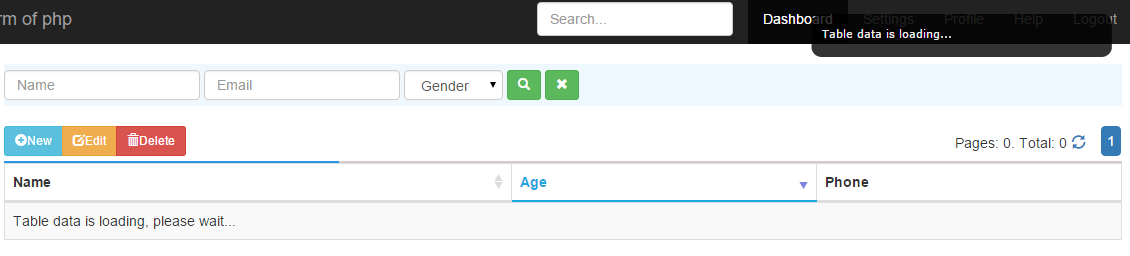 rm of php Search... Dashboard Settings Profile Help Logout
Table data is loading...
Name Email Gender
New Edit Delete Pages: 0. Total: 0 1
Name Age Phone
Table data is loading, please wait...